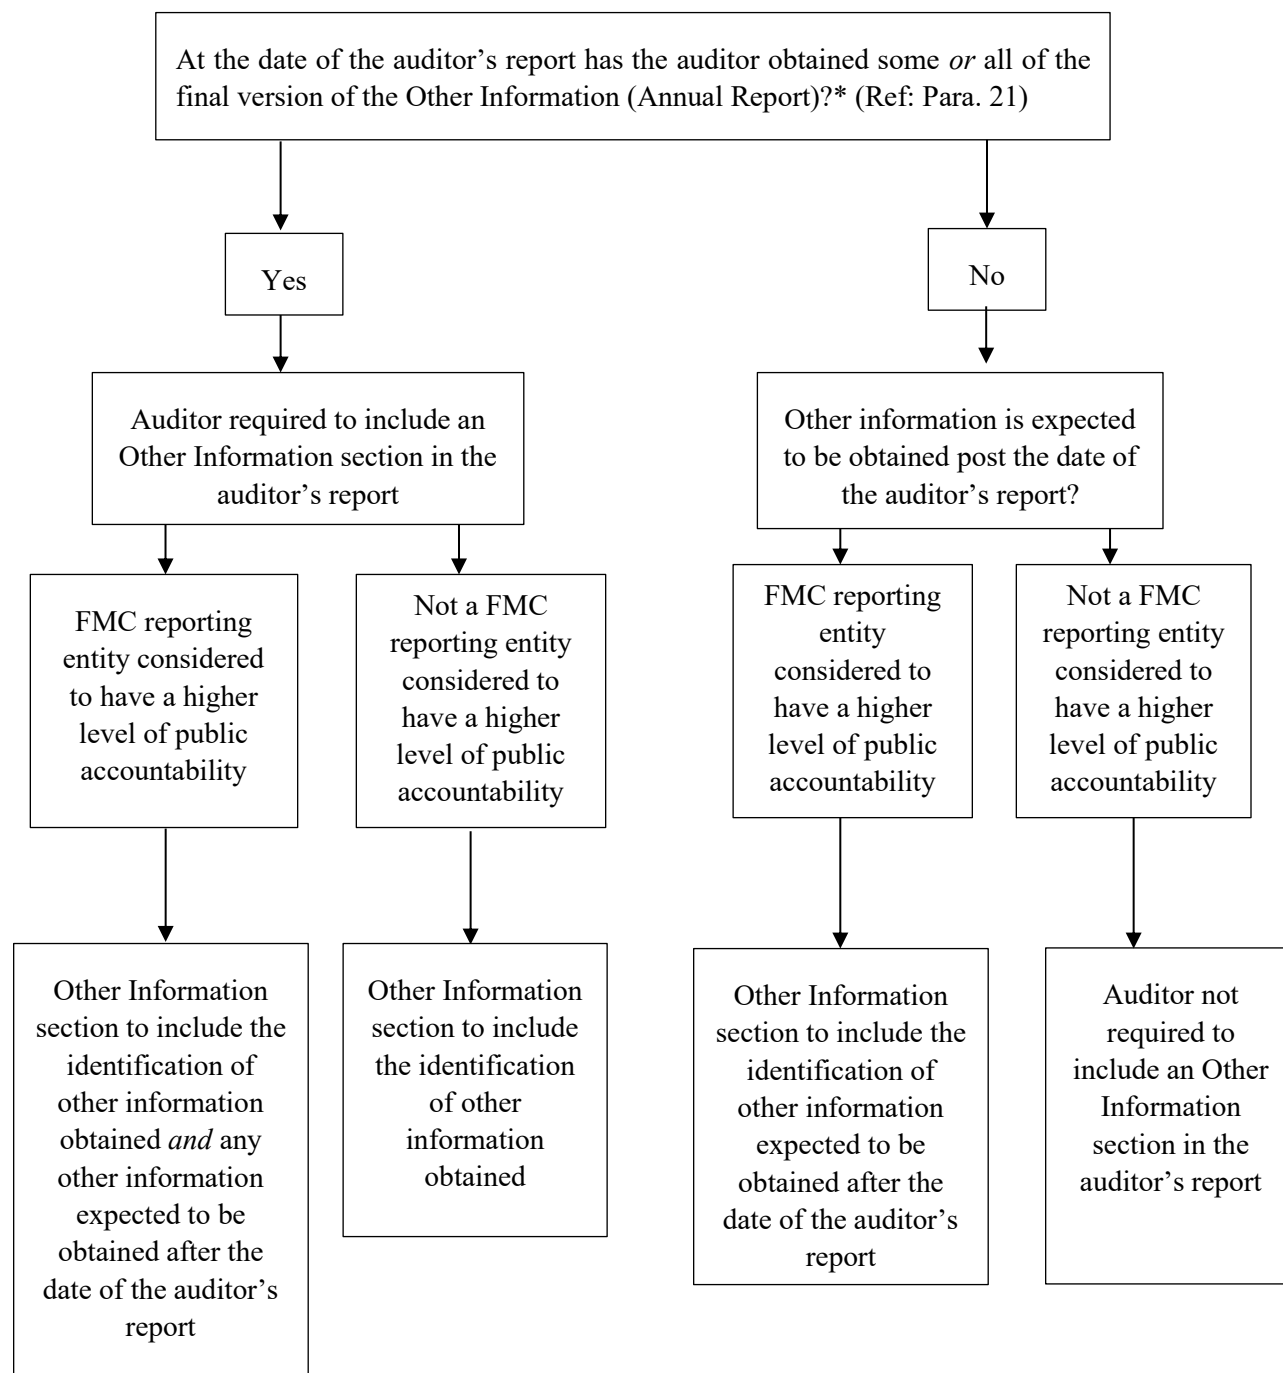 At the date of the auditor’s report has the auditor obtained some or all of the
final version of the Other Information (Annual Report)?* (Ref: Para. 21)
Yes
No
Auditor required to include an
Other Information section in the
auditor’s report
Other information is expected
to be obtained post the date of
the auditor’s report?
FMC reporting
entity considered
to have a higher
level of public
accountability
Not a FMC
reporting entity
considered to
have a higher
level of public
accountability
FMC reporting
entity
considered to
have a higher
level of public
accountability
Not a FMC
reporting entity
considered to
have a higher
level of public
accountability
Other Information
section to include the
identification of
other information
obtained and any
other information
expected to be
obtained after the
date of the auditor’s
report
Other Information
section to include
the identification
of other
information
obtained
Other Information
section to include the
identification of
other information
expected to be
obtained after the
date of the auditor’s
report
Auditor not
required to
include an Other
Information
section in the
auditor’s report